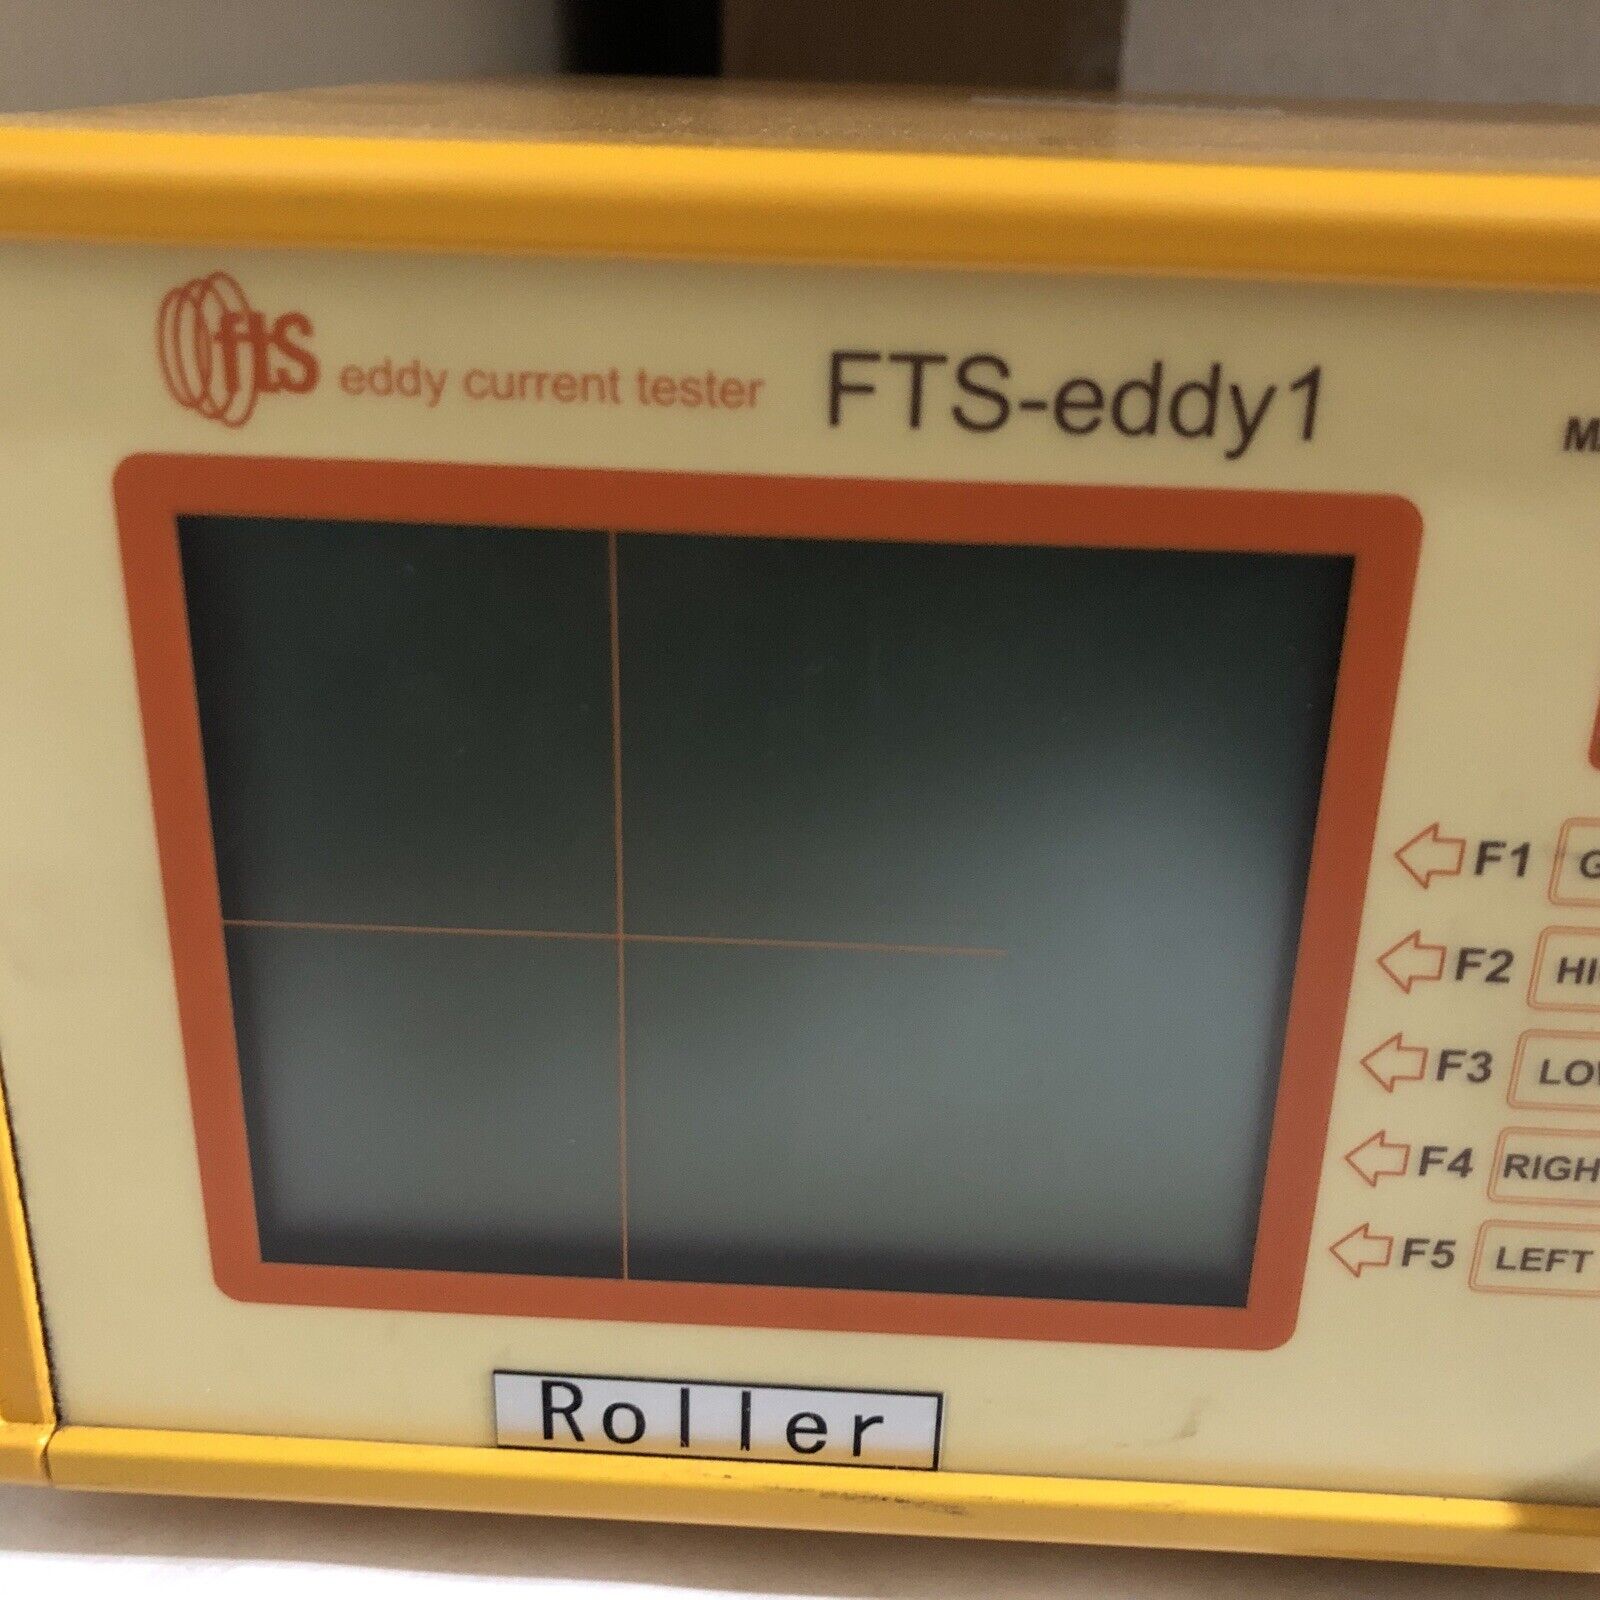 fts eddy current tester FTS-eddy1
F1
F2
F3
F4 RIGH
F5 LEFT
Roller